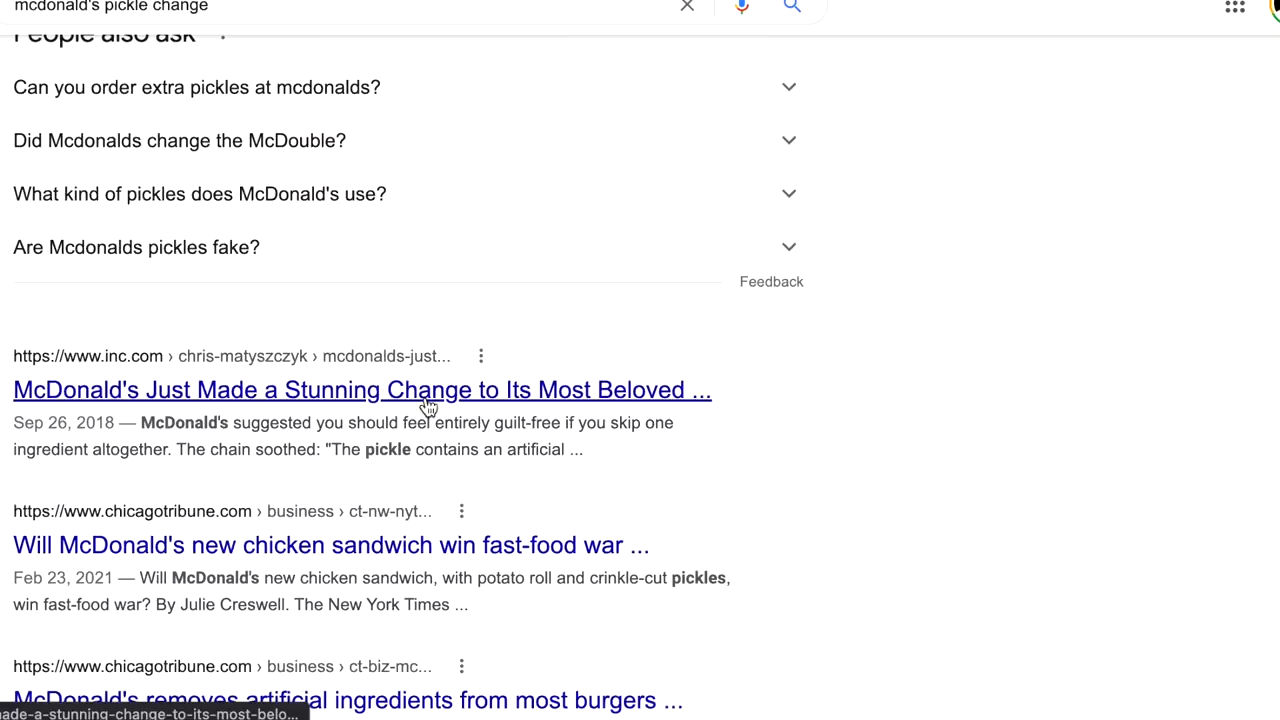 mcdonald's pickle change
People also ask
Can you order extra pickles at mcdonalds?
Did Mcdonalds change the McDouble?
What kind of pickles does McDonald's use?
Are Mcdonalds pickles fake?
Feedback
https://www.inc.com › chris-matyszczyk › mcdonalds-just...
McDonald's Just Made a Stunning Change to Its Most Beloved ...
Sep 26, 2018 — McDonald's suggested you should feel entirely guilt-free if you skip one
ingredient altogether. The chain soothed: "The pickle contains an artificial ...
https://www.chicagotribune.com › business › ct-nw-nyt...
Will McDonald's new chicken sandwich win fast-food war ...
Feb 23, 2021 — Will McDonald's new chicken sandwich, with potato roll and crinkle-cut pickles,
win fast-food war? By Julie Creswell. The New York Times ...
https://www.chicagotribune.com › business › ct-biz-mc...
McDonald's removes artificial ingredients from most burgers ...
made-a-stunning-change-to-its-most-belo...